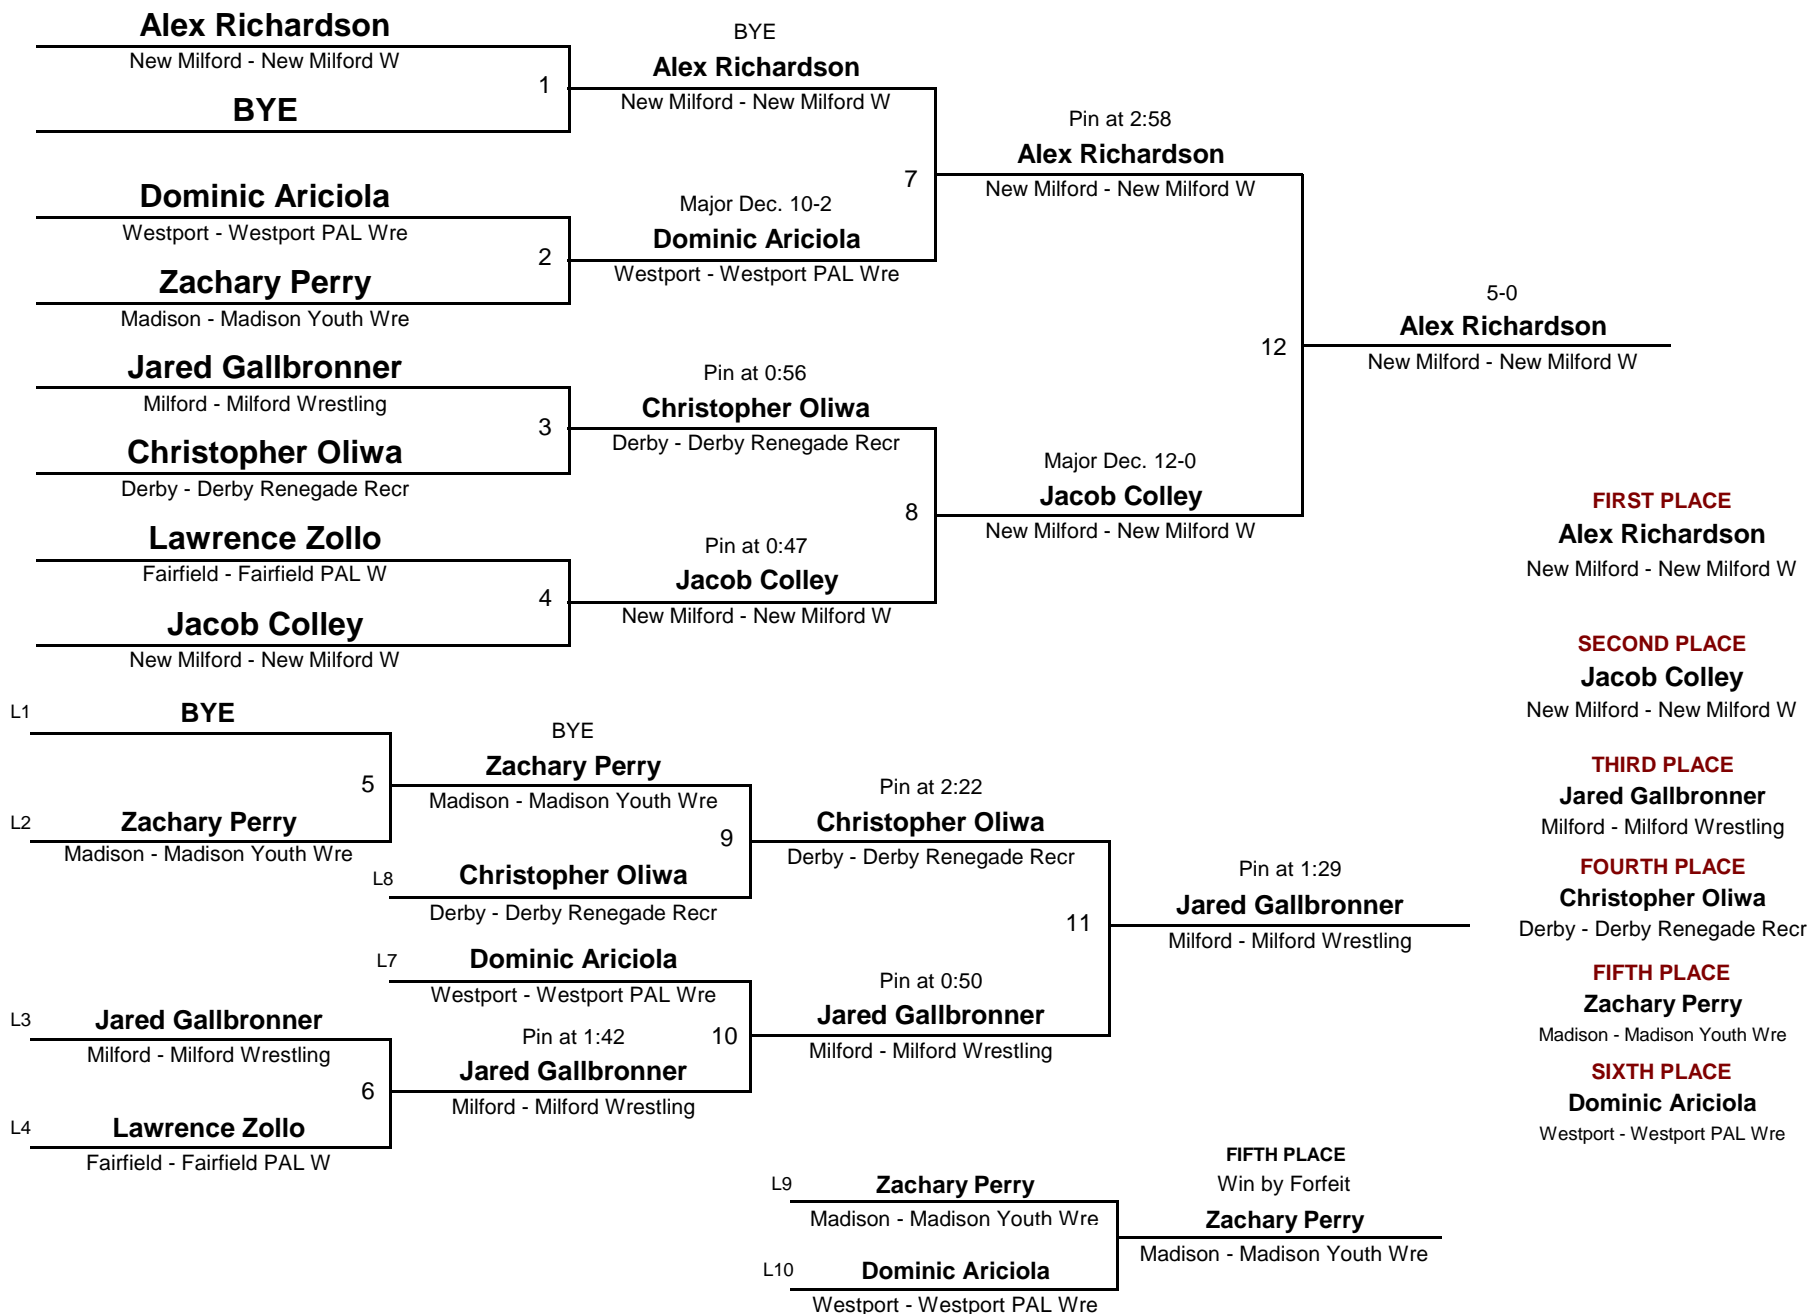 Alex Richardson
New Milford - New Milford W
1
BYE
BYE
Alex Richardson
New Milford - New Milford W
Dominic Ariciola
Westport - Westport PAL Wre
2
Zachary Perry
Madison - Madison Youth Wre
Major Dec. 10-2
Dominic Ariciola
Westport - Westport PAL Wre
7
Pin at 2:58
Alex Richardson
New Milford - New Milford W
Jared Gallbronner
Milford - Milford Wrestling
3
Christopher Oliwa
Derby - Derby Renegade Recr
Pin at 0:56
Christopher Oliwa
Derby - Derby Renegade Recr
Lawrence Zollo
Fairfield - Fairfield PAL W
4
Jacob Colley
New Milford - New Milford W
Pin at 0:47
Jacob Colley
New Milford - New Milford W
8
Major Dec. 12-0
Jacob Colley
New Milford - New Milford W
12
5-0
Alex Richardson
New Milford - New Milford W
FIRST PLACE
Alex Richardson
New Milford - New Milford W
SECOND PLACE
Jacob Colley
New Milford - New Milford W
THIRD PLACE
Jared Gallbronner
Milford - Milford Wrestling
FOURTH PLACE
Christopher Oliwa
Derby - Derby Renegade Recr
FIFTH PLACE
Zachary Perry
Madison - Madison Youth Wre
SIXTH PLACE
Dominic Ariciola
Westport - Westport PAL Wre
L1
BYE
5
L2
Zachary Perry
Madison - Madison Youth Wre
BYE
Zachary Perry
Madison - Madison Youth Wre
9
L8
Christopher Oliwa
Derby - Derby Renegade Recr
Pin at 2:22
Christopher Oliwa
Derby - Derby Renegade Recr
L7
Dominic Ariciola
Westport - Westport PAL Wre
L3
Jared Gallbronner
Milford - Milford Wrestling
6
L4
Lawrence Zollo
Fairfield - Fairfield PAL W
Pin at 1:42
Jared Gallbronner
Milford - Milford Wrestling
10
Pin at 0:50
Jared Gallbronner
Milford - Milford Wrestling
11
Pin at 1:29
Jared Gallbronner
Milford - Milford Wrestling
L9
Zachary Perry
Madison - Madison Youth Wre
L10
Dominic Ariciola
Westport - Westport PAL Wre
FIFTH PLACE
Win by Forfeit
Zachary Perry
Madison - Madison Youth Wre